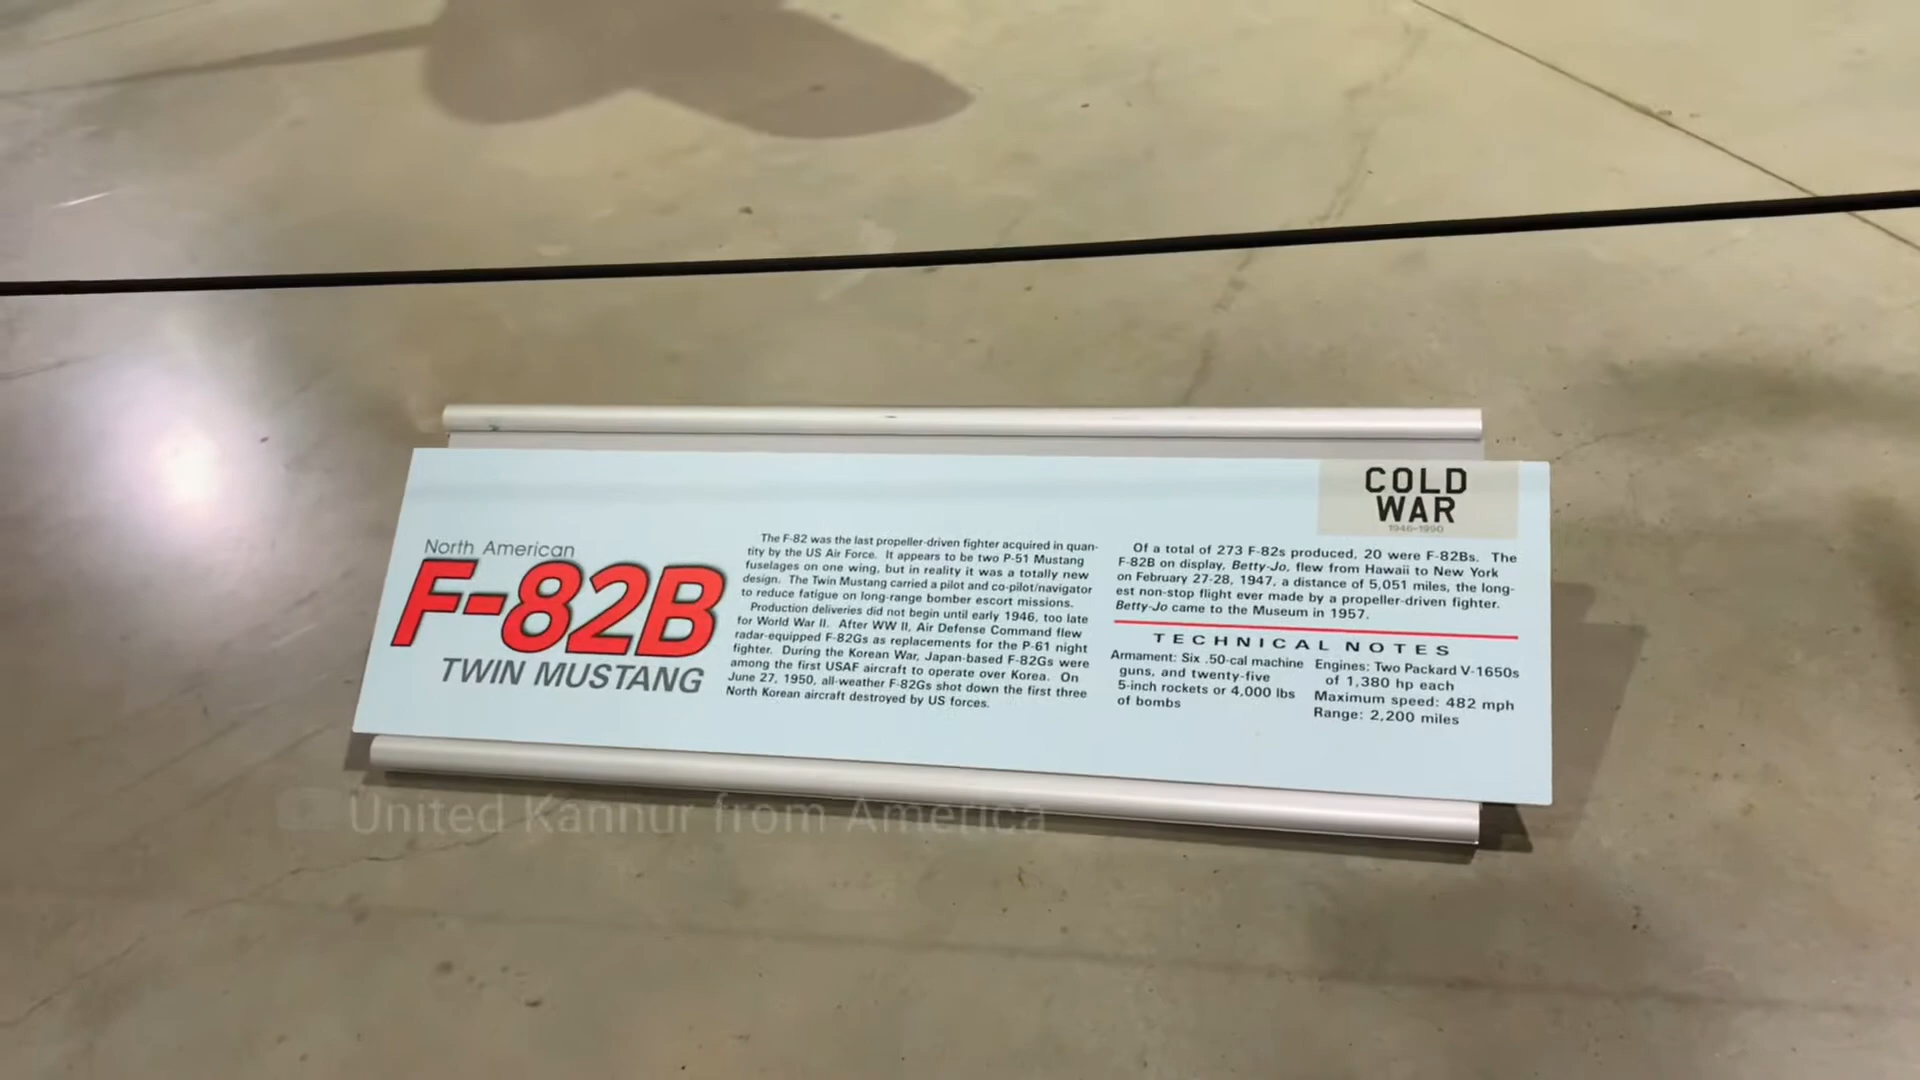 North American
F-82B
TWIN MUSTANG
The F-82 was the last propeller-driven fighter acquired in quan-
tity by the US Air Force. It appears to be two P-51 Mustang
fuselages on one wing, but in reality it was a totally new
design. The Twin Mustang carried a pilot and co-pilot/navigator
to reduce fatigue on long-range bomber escort missions.
Production deliveries did not begin until early 1946, too late
for World War II. After WW II, Air Defense Command flew
radar-equipped F-82Gs as replacements for the P-61 night
fighter. During the Korean War, Japan-based F-82Gs were
among the first USAF aircraft to operate over Korea. On
June 27, 1950, all-weather F-82Gs shot down the first three
North Korean aircraft destroyed by US forces.
COLD
WAR
1946-1990
Of a total of 273 F-82s produced, 20 were F-82Bs. The
F-82B on display, Betty-Jo, flew from Hawaii to New York
on February 27-28, 1947, a distance of 5,051 miles, the long-
est non-stop flight ever made by a propeller-driven fighter.
Betty-Jo came to the Museum in 1957.
TECHNICAL NOTES
Armament: Six .50-cal machine
guns, and twenty-five
5-inch rockets or 4,000 lbs
of bombs
Engines: Two Packard V-1650s
of 1,380 hp each
Maximum speed: 482 mph
Range: 2,200 miles
United Kannur from America